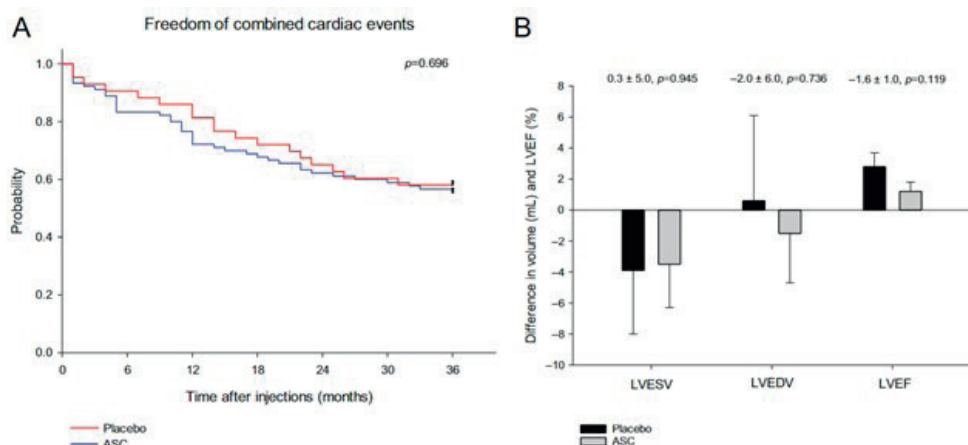 A
Freedom of combined cardiac events
p=0.696
Probability
1.0
0.8
0.6
0.4
0.2
0.0
0 6 12 18 24 30 36
Time after injections (months)
Placebo
ASC
B
0.3 ± 5.0, p=0.945 −2.0 ± 6.0, p=0.736 −1.6 ± 1.0, p=0.119
Difference in volume (mL) and LVEF (%)
8
6
4
2
0
−2
−4
−6
−8
−10
LVESV LVEDV LVEF
Placebo
ASC